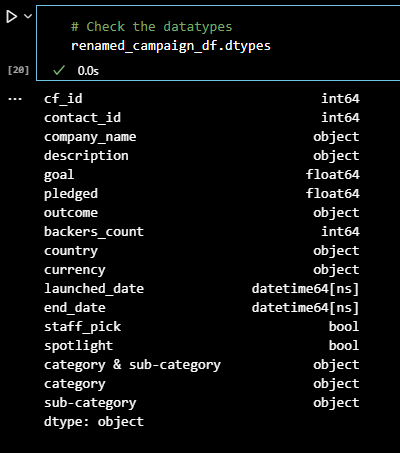 # Check the datatypes
renamed_campaign_df.dtypes
[20] 0.0s
... cf_id int64
contact_id int64
company_name object
description object
goal float64
pledged float64
outcome object
backers_count int64
country object
currency object
launched_date datetime64[ns]
end_date datetime64[ns]
staff_pick bool
spotlight bool
category & sub-category object
category object
sub-category object
dtype: object